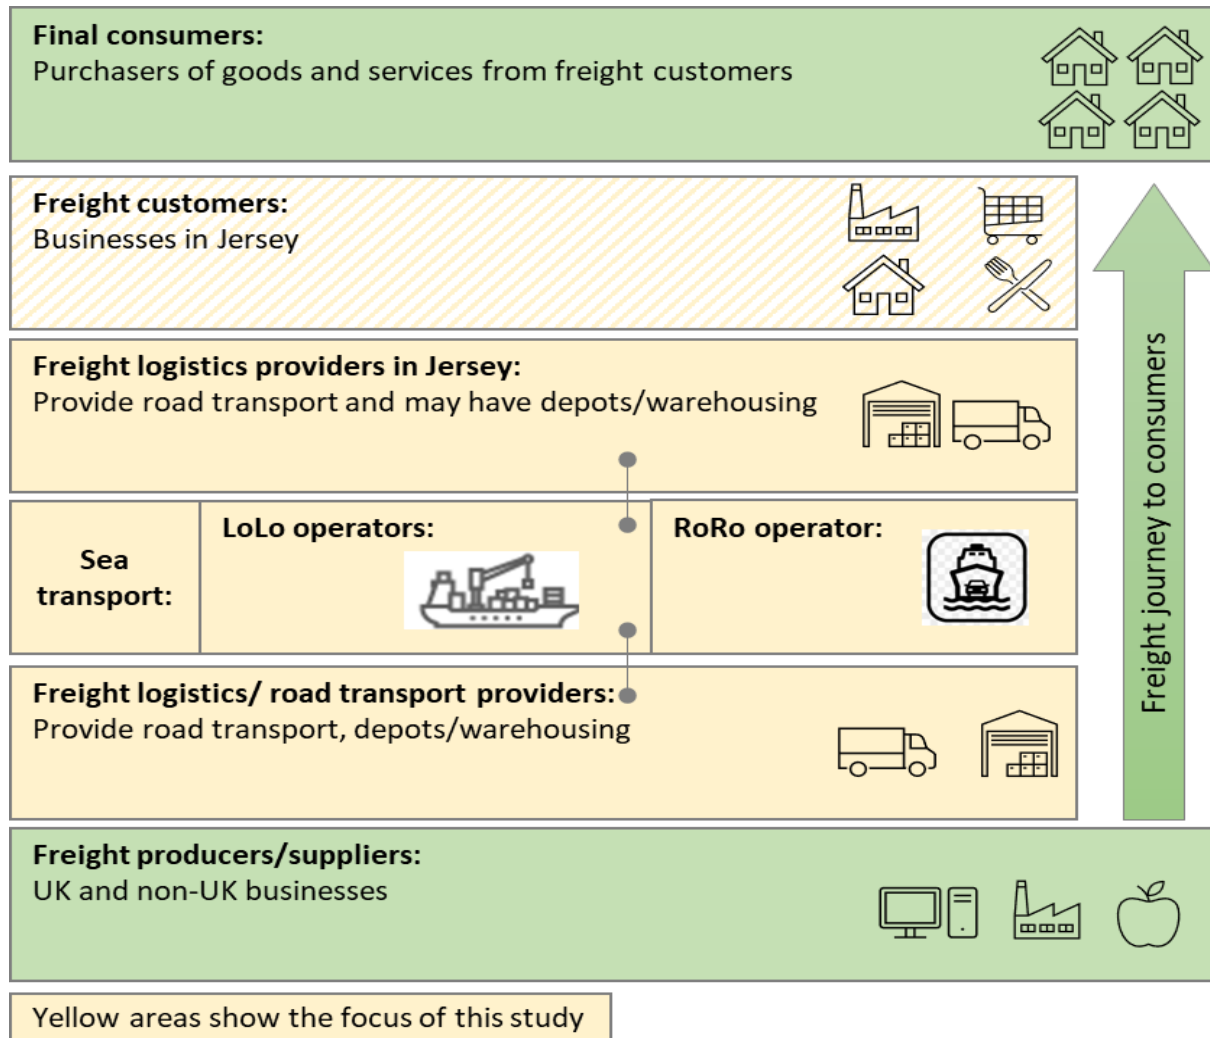 Final consumers:
Purchasers of goods and services from freight customers
Freight customers:
Businesses in Jersey
Freight logistics providers in Jersey:
Provide road transport and may have depots/warehousing
Sea
transport:
LoLo operators:
RoRo operator:
Freight logistics/ road transport providers:
Provide road transport, depots/warehousing
Freight journey to consumers
Freight producers/suppliers:
UK and non-UK businesses
Yellow areas show the focus of this study